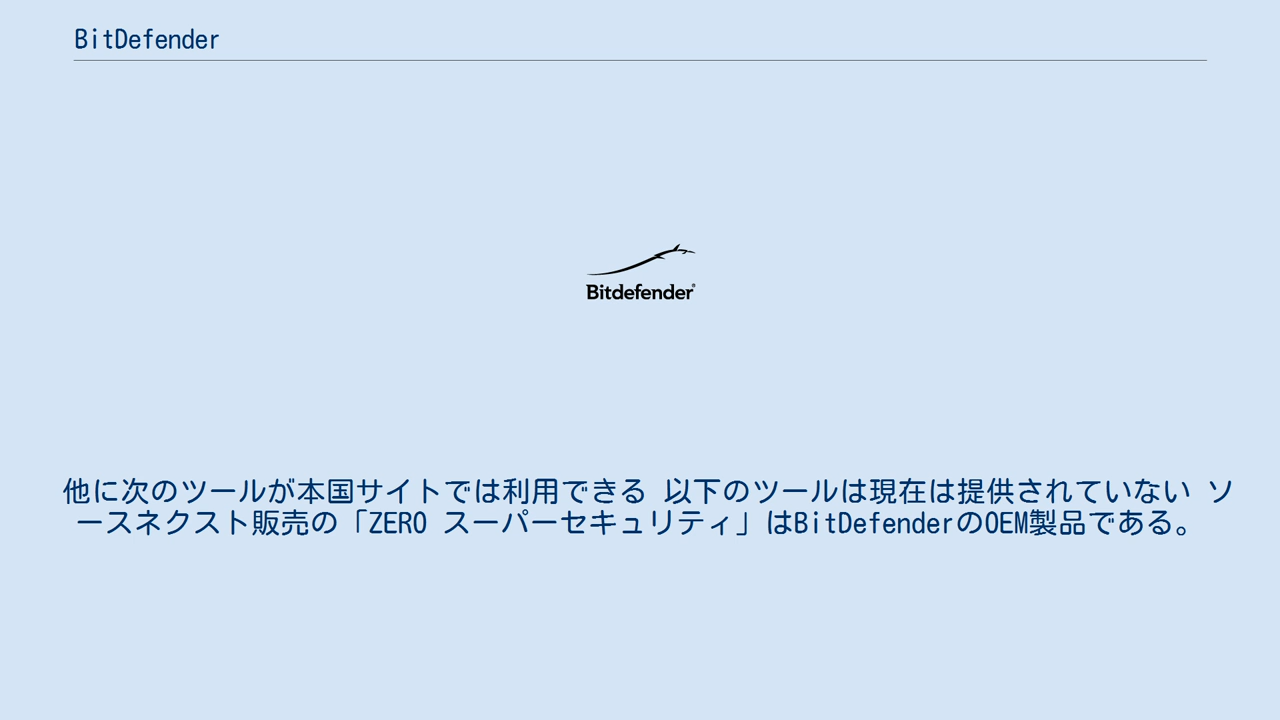 BitDefender
Bitdefender®
他に次のツールが本国サイトでは利用できる 以下のツールは現在は提供されていない ソ
ースネクスト販売の「ZERO スーパーセキュリティ」はBitDefenderのOEM製品である。